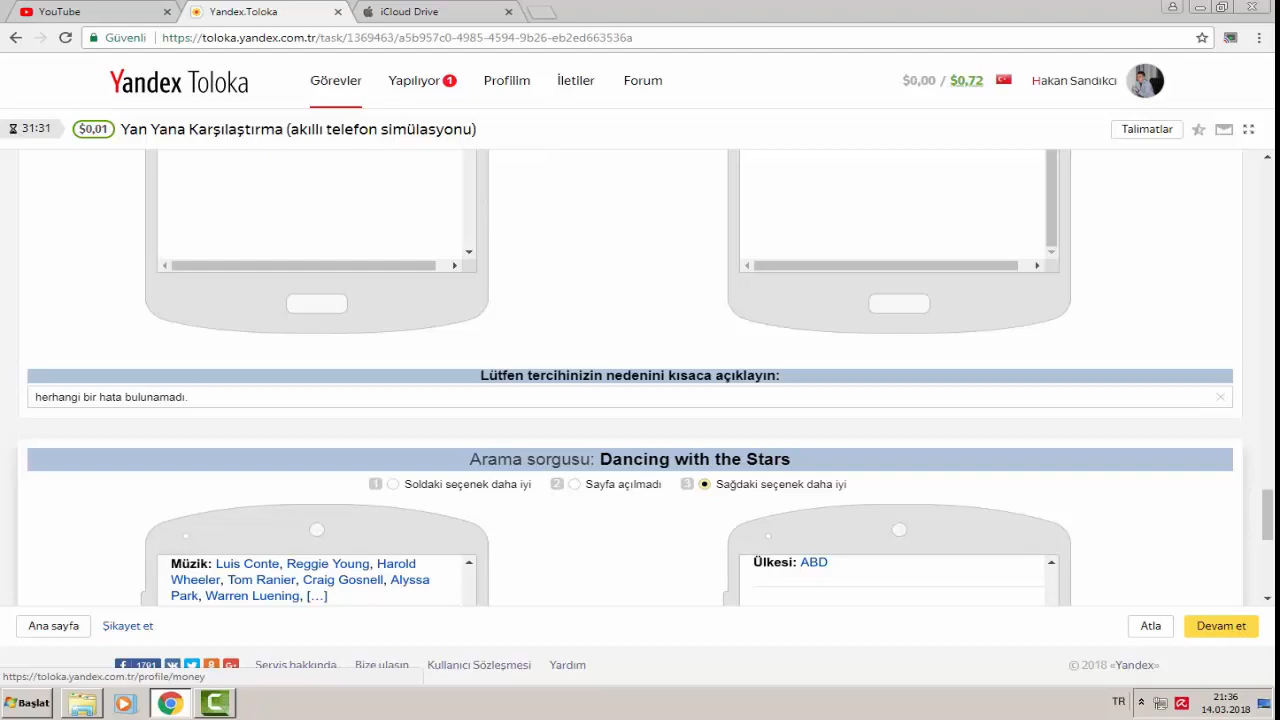 YouTube
Yandex.Toloka
iCloud Drive
Güvenli
https://toloka.yandex.com.tr/task/1369463/a5b957c0-4985-4594-9b26-eb2ed663536a
Yandex Toloka
Görevler
Yapılıyor 1
Profilim
İletiler
Forum
$0,00 / $0,72
Hakan Sandıkcı
31:31
$0,01
Yan Yana Karşılaştırma (akıllı telefon simülasyonu)
Talimatlar
Lütfen tercihinizin nedenini kısaca açıklayın:
herhangi bir hata bulunamadı.
Arama sorgusu: Dancing with the Stars
1 Soldaki seçenek daha iyi
2 Sayfa açılmadı
3 Sağdaki seçenek daha iyi
Müzik: Luis Conte, Reggie Young, Harold
Wheeler, Tom Ranier, Craig Gosnell, Alyssa
Park, Warren Luening, […]
Ülkesi: ABD
Ana sayfa
Şikayet et
Atla
Devam et
1791
Servis hakkında
Bize ulaşın
Kullanıcı Sözleşmesi
Yardım
© 2018 «Yandex»
https://toloka.yandex.com.tr/profile/money
Başlat
TR
21:36
14.03.2018